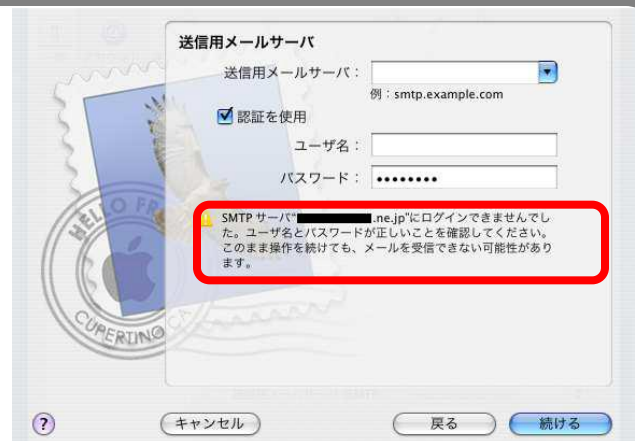 送信用メールサーバ
送信用メールサーバ：
例：smtp.example.com
認証を使用
ユーザ名：
パスワード：
••••••••
SMTP サーバ"
.ne.jp"にログインできませんでし
た。ユーザ名とパスワードが正しいことを確認してください。
このまま操作を続けても、メールを受信できない可能性があり
ます。
HELLO FR
CUPERTINO CA
?
キャンセル
戻る
続ける